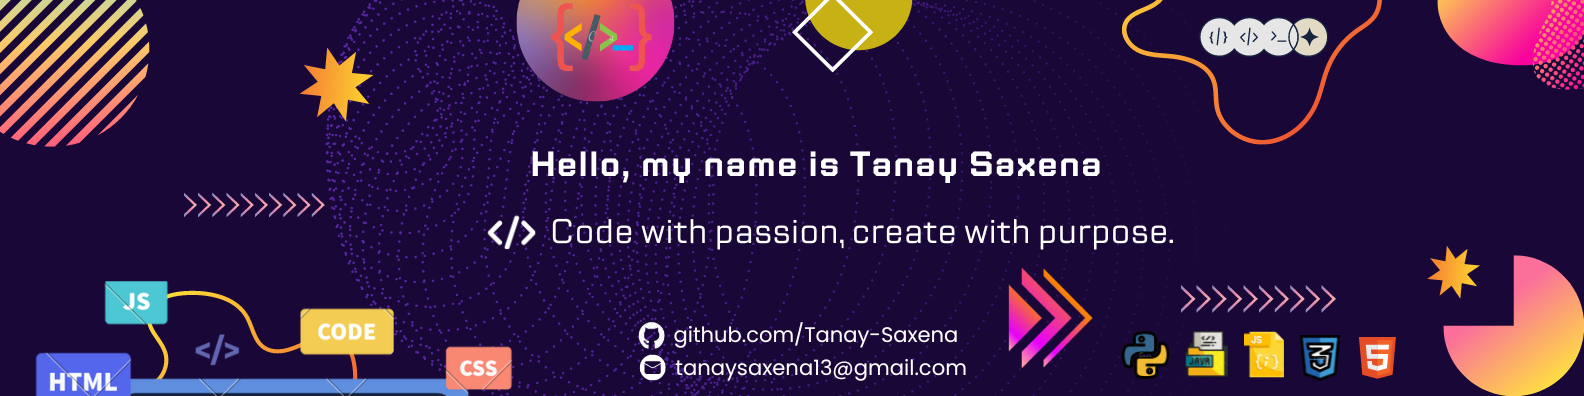 Hello, my name is Tanay Saxena
</> Code with passion, create with purpose.
JS
CODE
</>
HTML
CSS
github.com/Tanay-Saxena
tanaysaxena13@gmail.com
JAVA
JS
{;}
3
5
{</>_}
{/} </> >_